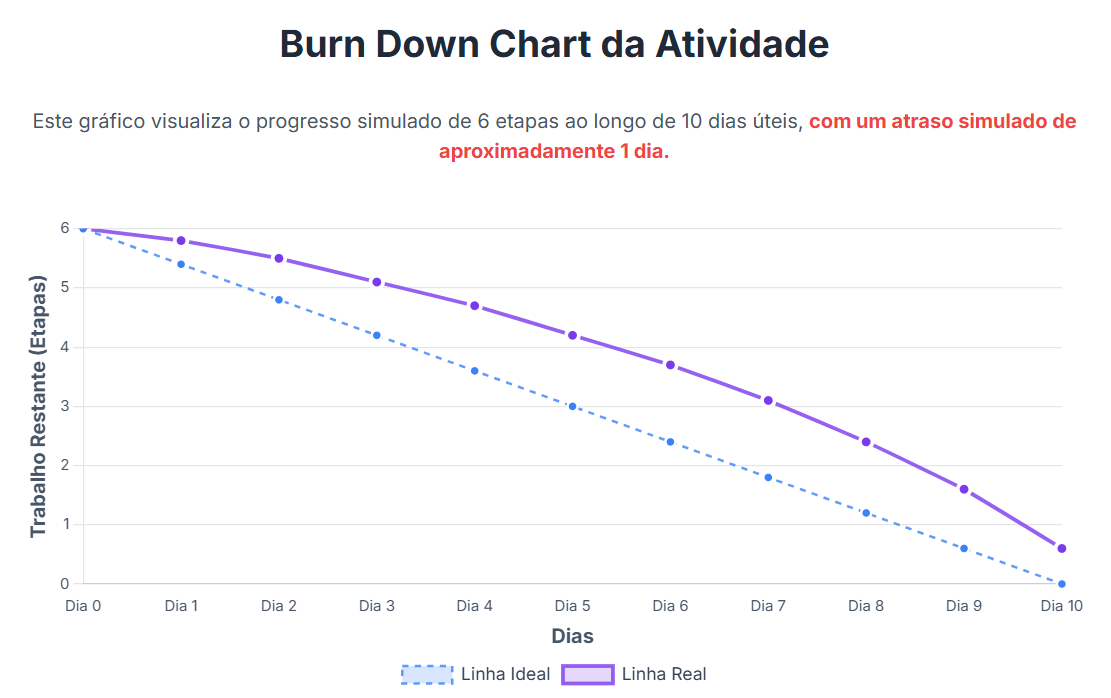 Burn Down Chart da Atividade
Este gráfico visualiza o progresso simulado de 6 etapas ao longo de 10 dias úteis, com um atraso simulado de
aproximadamente 1 dia.
Trabalho Restante (Etapas)
6
5
4
3
2
1
0
Dia 0 Dia 1 Dia 2 Dia 3 Dia 4 Dia 5 Dia 6 Dia 7 Dia 8 Dia 9 Dia 10
Dias
Linha Ideal Linha Real